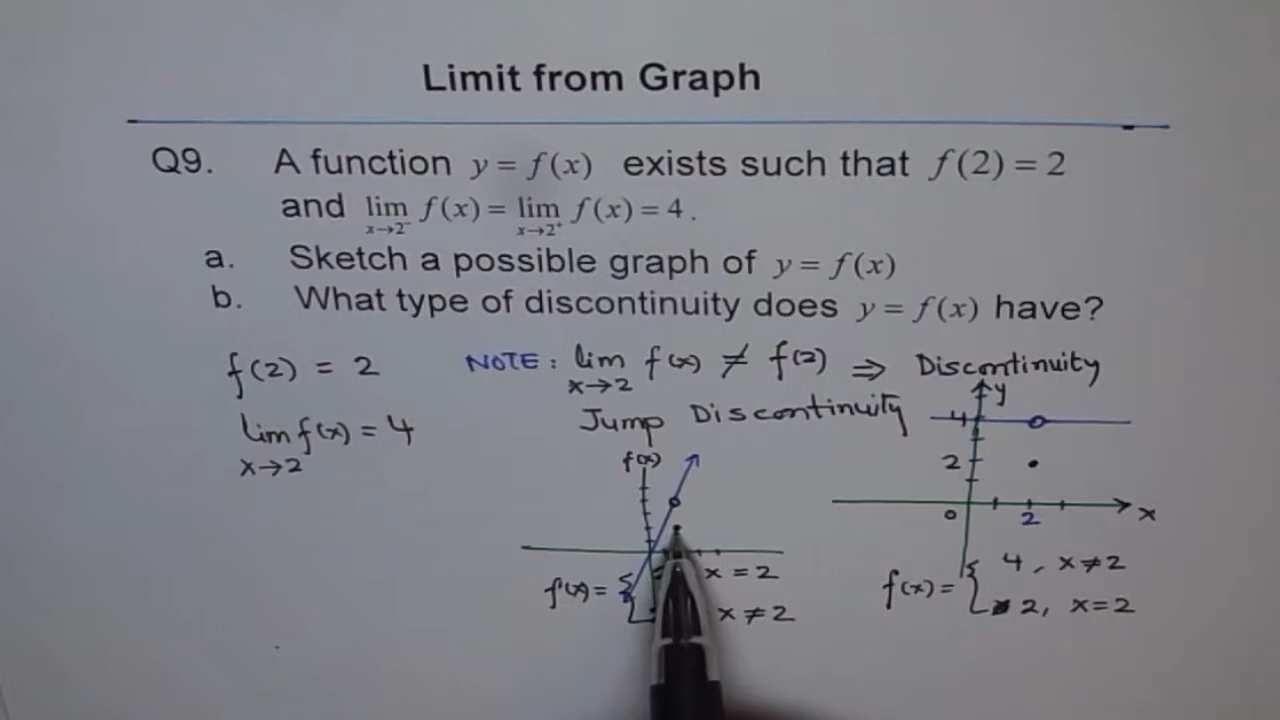 Limit from Graph
Q9. A function y = f(x) exists such that f(2) = 2
and lim x→2⁻ f(x) = lim x→2⁺ f(x) = 4.
a. Sketch a possible graph of y = f(x)
b. What type of discontinuity does y = f(x) have?
f(2) = 2
NOTE: lim x→2 f(x) ≠ f(2) ⇒ Discontinuity
lim x→2 f(x) = 4
Jump Discontinuity
f(x)
y
4
2
0
2
x
f(x) = { x = 2
x ≠ 2
f(x) = { 4, x ≠ 2
2, x = 2